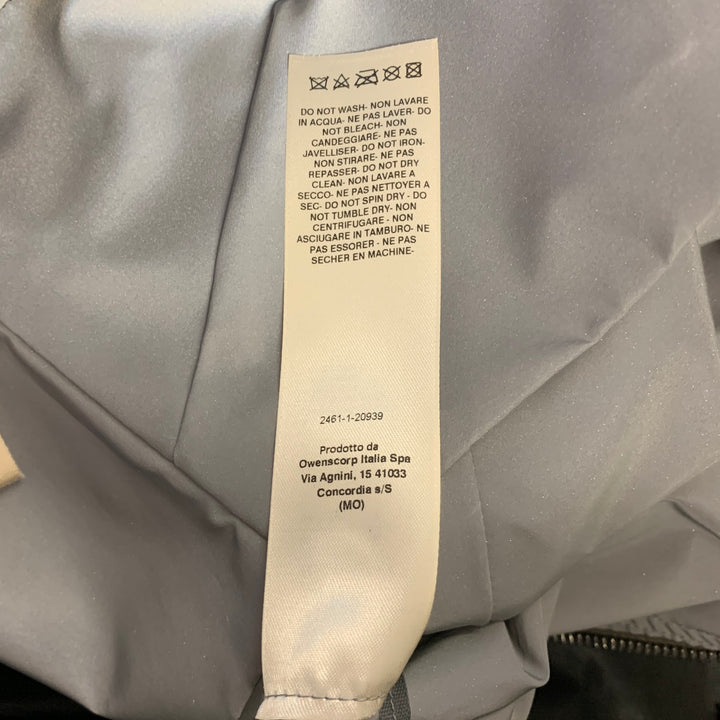 DO NOT WASH- NON LAVARE
IN ACQUA- NE PAS LAVER- DO
NOT BLEACH- NON
CANDEGGIARE- NE PAS
JAVELLISER- DO NOT IRON-
NON STIRARE- NE PAS
REPASSER- DO NOT DRY
CLEAN- NON LAVARE A
SECCO- NE PAS NETTOYER A
SEC- DO NOT SPIN DRY - DO
NOT TUMBLE DRY- NON
CENTRIFUGARE - NON
ASCIUGARE IN TAMBURO- NE
PAS ESSORER - NE PAS
SECHER EN MACHINE-
2461-1-20939
Prodotto da
Owenscorp Italia Spa
Via Agnini, 15 41033
Concordia s/S
(MO)